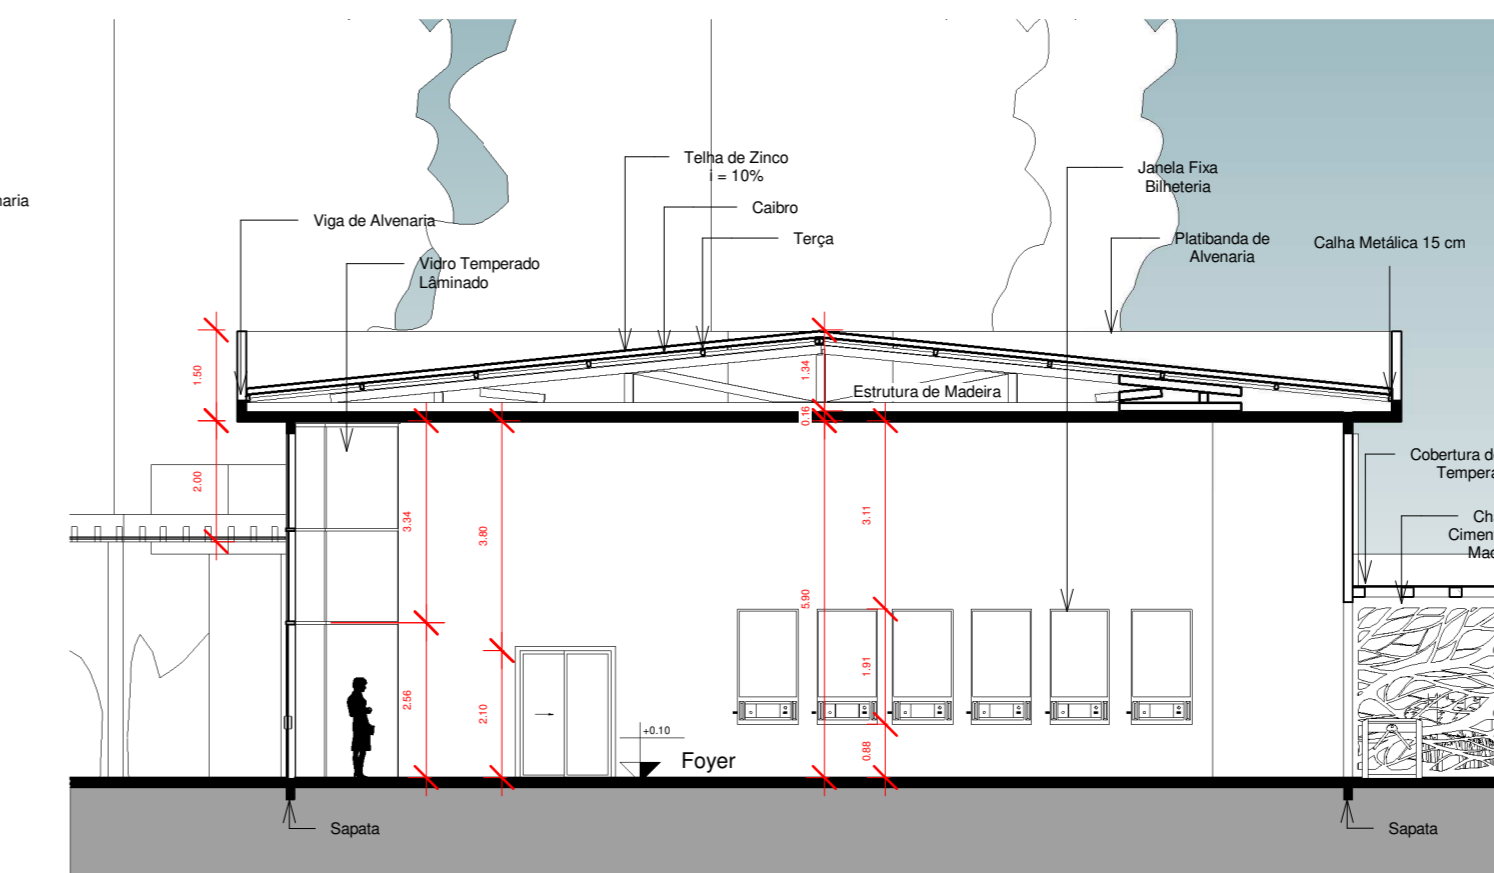 Telha de Zinco
i = 10%
Janela Fixa
Bilheteria
naria
Caibro
Viga de Alvenaria
Terça
Platibanda de
Alvenaria
Calha Metálica 15 cm
Vidro Temperado
Lâminado
1.50
1.34
Estrutura de Madeira
0.16
Cobertura d
Tempera
2.00
3.34
3.80
3.11
Ch
Cimen
Mad
5.90
1.91
2.56
2.10
+0.10
0.88
Foyer
Sapata
Sapata